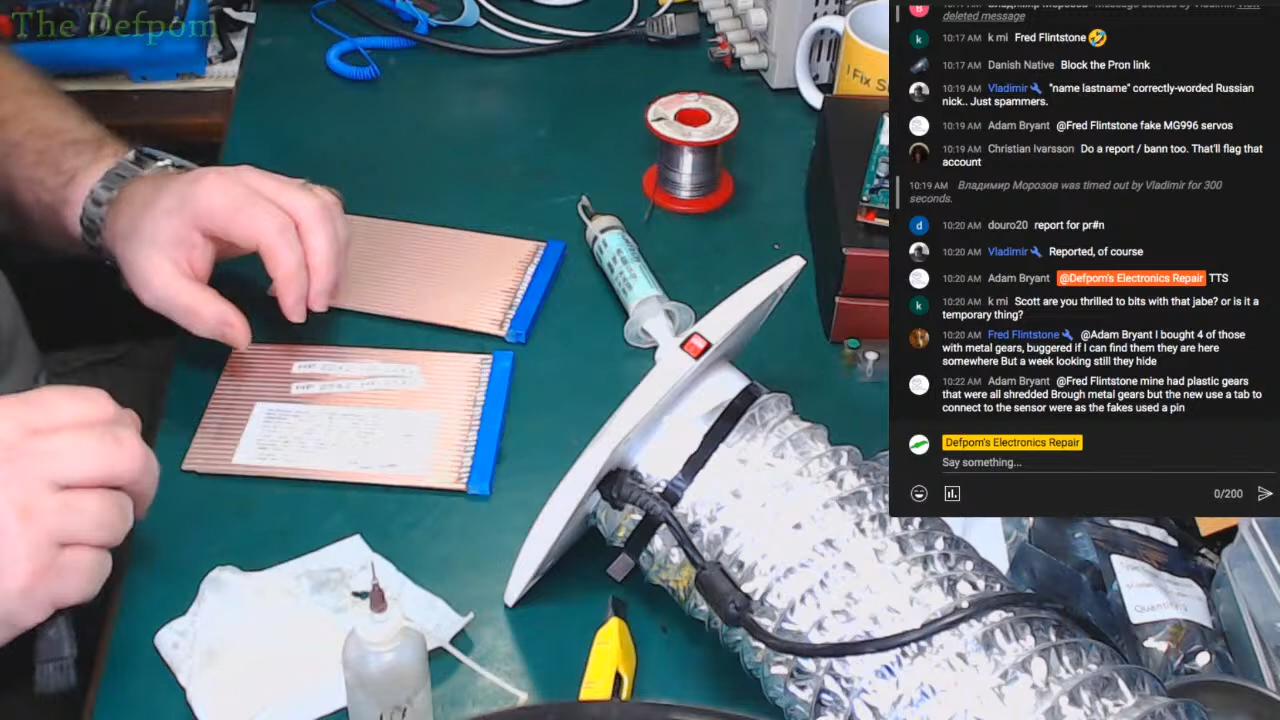 The Defpom
deleted message
10:17 AM k mi Fred Flintstone 🤣
10:17 AM Danish Native Block the Pron link
10:19 AM Vladimir "name lastname" correctly-worded Russian
nick.. Just spammers.
10:19 AM Adam Bryant @Fred Flintstone fake MG996 servos
10:19 AM Christian Ivarsson Do a report / bann too. That'll flag that
account
10:19 AM Владимир Морозов was timed out by Vladimir for 300
seconds.
d
10:20 AM douro20 report for pr#n
10:20 AM Vladimir Reported, of course
10:20 AM Adam Bryant @Defpom's Electronics Repair TTS
k
10:20 AM k mi Scott are you thrilled to bits with that jabe? or is it a
temporary thing?
10:20 AM Fred Flintstone @Adam Bryant I bought 4 of those
with metal gears, buggered if I can find them they are here
somewhere But a week looking still they hide
10:22 AM Adam Bryant @Fred Flintstone mine had plastic gears
that were all shredded Brough metal gears but the new use a tab to
connect to the sensor were as the fakes used a pin
Defpom's Electronics Repair
Say something...
0/200
I Fix
Quantity